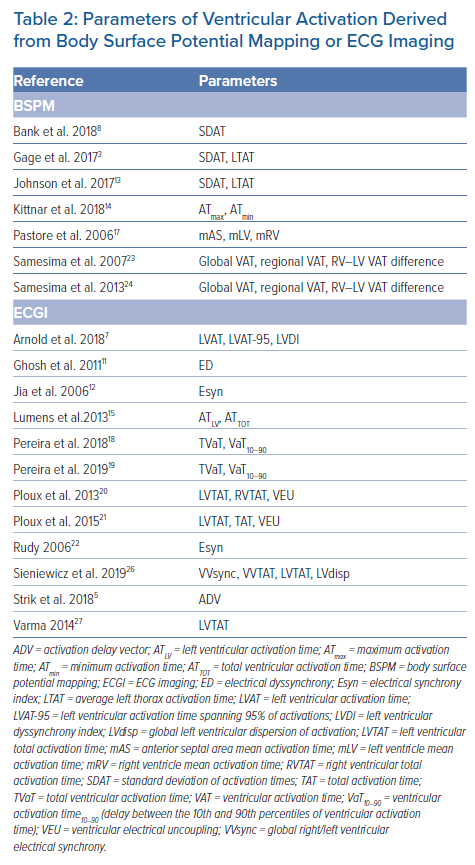 Table 2: Parameters of Ventricular Activation Derived
from Body Surface Potential Mapping or ECG Imaging
Reference Parameters
BSPM
Bank et al. 2018⁸ SDAT
Gage et al. 2017³ SDAT, LTAT
Johnson et al. 2017¹³ SDAT, LTAT
Kittnar et al. 2018¹⁴ ATmax, ATmin
Pastore et al. 2006¹⁷ mAS, mLV, mRV
Samesima et al. 2007²³ Global VAT, regional VAT, RV–LV VAT difference
Samesima et al. 2013²⁴ Global VAT, regional VAT, RV–LV VAT difference
ECGI
Arnold et al. 2018⁷ LVAT, LVAT-95, LVDI
Ghosh et al. 2011¹¹ ED
Jia et al. 2006¹² Esyn
Lumens et al.2013¹⁵ ATLV, ATTOT
Pereira et al. 2018¹⁸ TVaT, VaT10–90
Pereira et al. 2019¹⁹ TVaT, VaT10–90
Ploux et al. 2013²⁰ LVTAT, RVTAT, VEU
Ploux et al. 2015²¹ LVTAT, TAT, VEU
Rudy 2006²² Esyn
Sieniewicz et al. 2019²⁶ VVsync, VVTAT, LVTAT, LVdisp
Strik et al. 2018⁵ ADV
Varma 2014²⁷ LVTAT
ADV = activation delay vector; ATLV = left ventricular activation time; ATmax = maximum activation
time; ATmin = minimum activation time; ATTOT = total ventricular activation time; BSPM = body surface
potential mapping; ECGI = ECG imaging; ED = electrical dyssynchrony; Esyn = electrical synchrony
index; LTAT = average left thorax activation time; LVAT = left ventricular activation time;
LVAT-95 = left ventricular activation time spanning 95% of activations; LVDI = left ventricular
dyssynchrony index; LVdisp = global left ventricular dispersion of activation; LVTAT = left ventricular
total activation time; mAS = anterior septal area mean activation time; mLV = left ventricle mean
activation time; mRV = right ventricle mean activation time; RVTAT = right ventricular total
activation time; SDAT = standard deviation of activation times; TAT = total activation time;
TVaT = total ventricular activation time; VAT = ventricular activation time; VaT10–90 = ventricular
activation time10–90 (delay between the 10th and 90th percentiles of ventricular activation
time); VEU = ventricular electrical uncoupling; VVsync = global right/left ventricular
electrical synchrony.